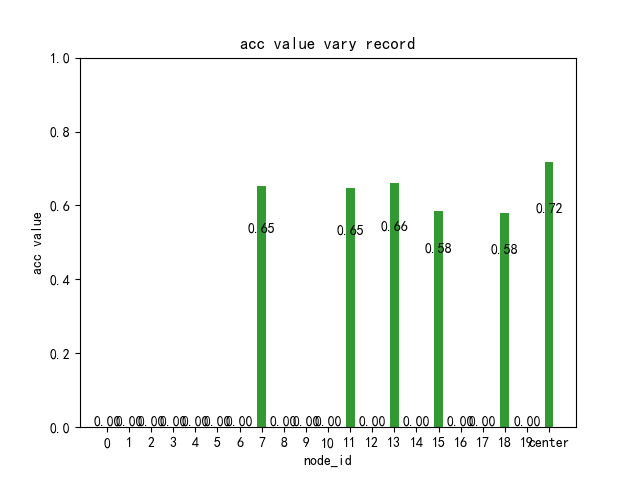 acc value vary record
acc value
1.0
0.8
0.6
0.4
0.2
0.0
0.00 0.00 0.00 0.00 0.00 0.00 0.00 0.65 0.00 0.00 0.00 0.65 0.00 0.66 0.00 0.58 0.00 0.00 0.58 0.00 0.72
0 1 2 3 4 5 6 7 8 9 10 11 12 13 14 15 16 17 18 19 center
node_id